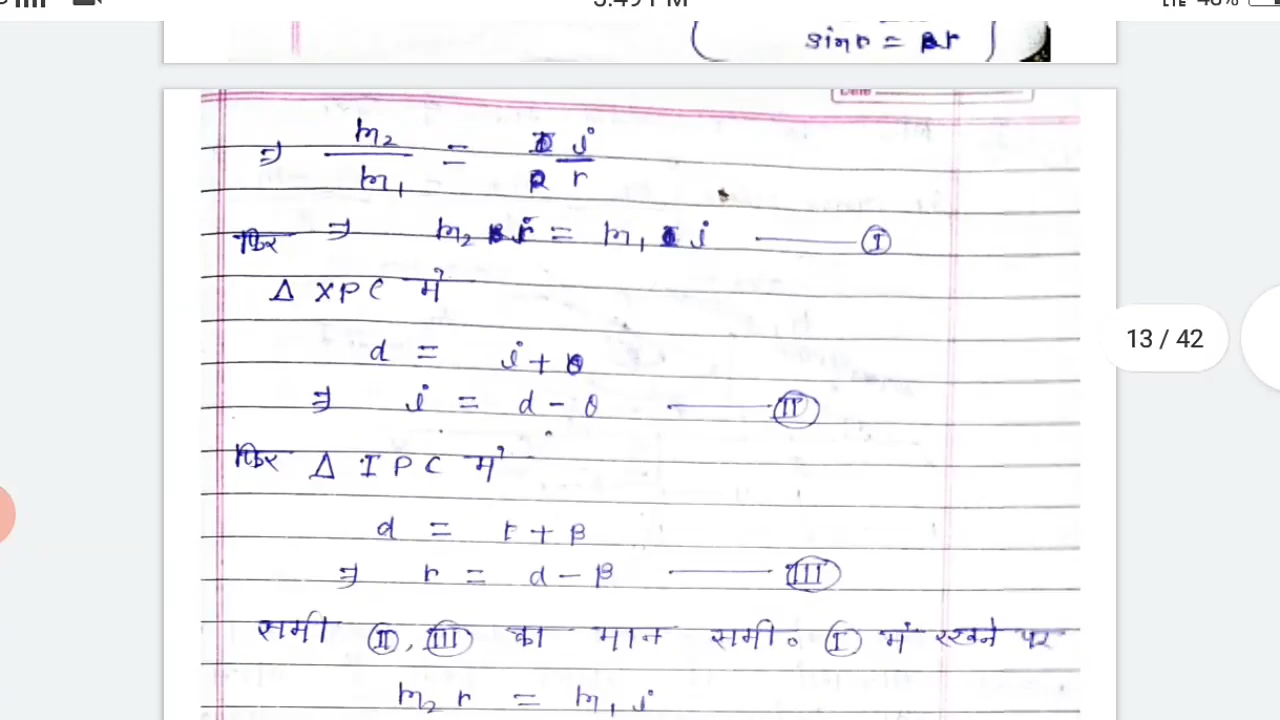 sin r = r
⇒ m₂ / m₁ = i / r
फिर ⇒ m₂ r = m₁ i ——— (I)
Δ XPC में
d = i + θ
⇒ i = d - θ ——— (II)
13 / 42
फिर Δ IPC में
d = r + β
⇒ r = d - β ——— (III)
समी (II), (III) का मान समी० (I) में रखने पर
m₂ r = m₁ i